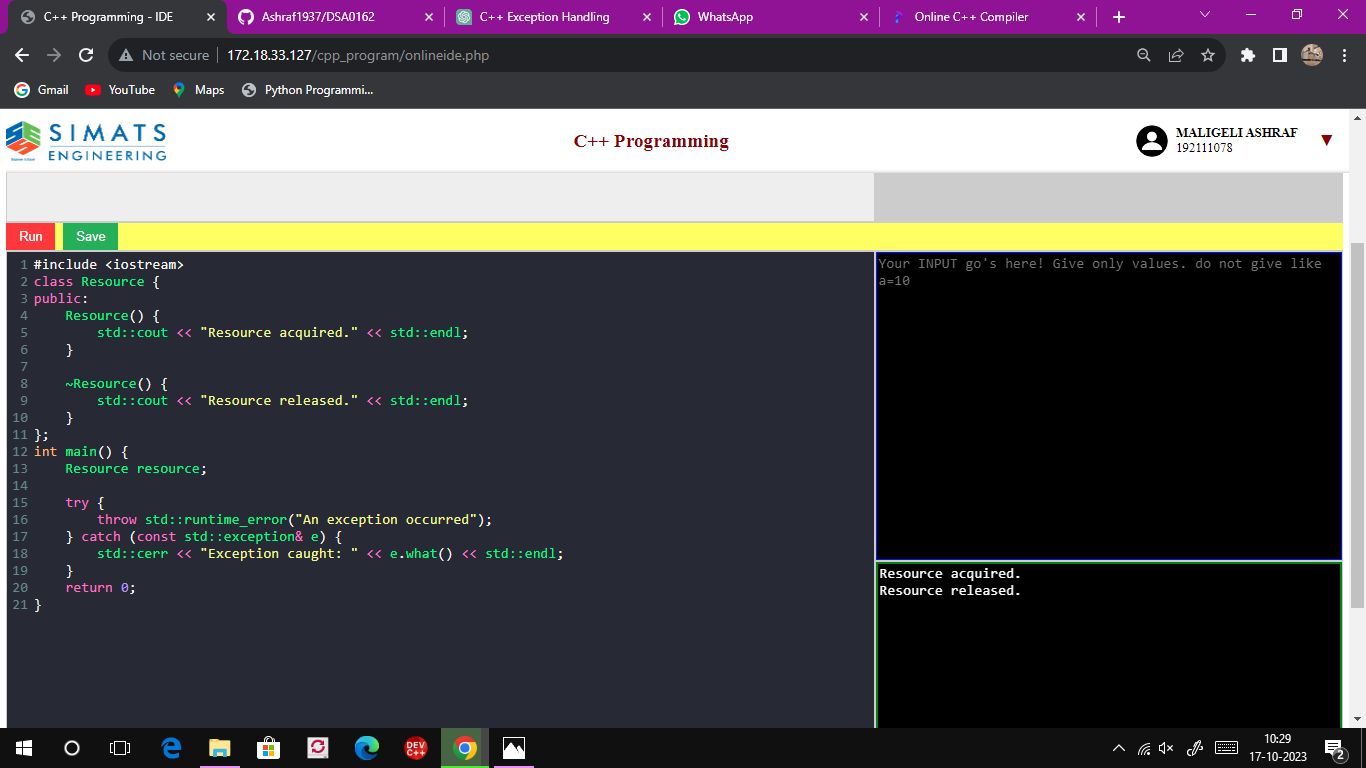 C++ Programming - IDE
Ashraf1937/DSA0162
C++ Exception Handling
WhatsApp
Online C++ Compiler
Not secure 172.18.33.127/cpp_program/onlineide.php
Gmail YouTube Maps Python Programmi...
SIMATS
ENGINEERING
C++ Programming
MALIGELI ASHRAF
192111078
Run Save
1 #include <iostream>
2 class Resource {
3 public:
4     Resource() {
5         std::cout << "Resource acquired." << std::endl;
6     }
7
8     ~Resource() {
9         std::cout << "Resource released." << std::endl;
10     }
11 };
12 int main() {
13     Resource resource;
14
15     try {
16         throw std::runtime_error("An exception occurred");
17     } catch (const std::exception& e) {
18         std::cerr << "Exception caught: " << e.what() << std::endl;
19     }
20     return 0;
21 }
Your INPUT go's here! Give only values. do not give like
a=10
Resource acquired.
Resource released.
DEV
C++
10:29
17-10-2023
2